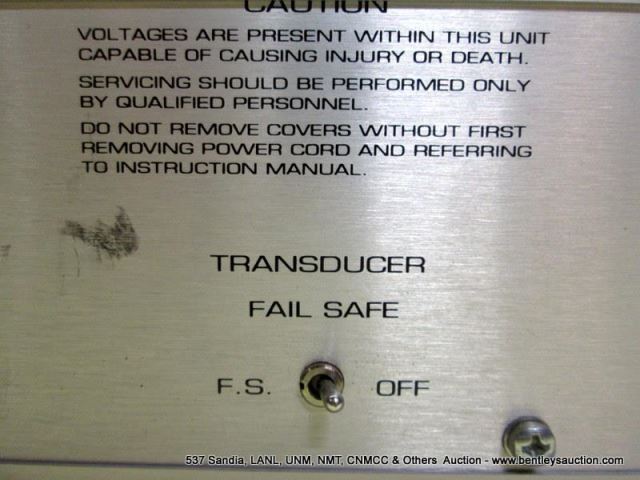 CAUTION
VOLTAGES ARE PRESENT WITHIN THIS UNIT
CAPABLE OF CAUSING INJURY OR DEATH.
SERVICING SHOULD BE PERFORMED ONLY
BY QUALIFIED PERSONNEL.
DO NOT REMOVE COVERS WITHOUT FIRST
REMOVING POWER CORD AND REFERRING
TO INSTRUCTION MANUAL.
TRANSDUCER
FAIL SAFE
F.S. OFF
537 Sandia, LANL, UNM, NMT, CNMCC & Others Auction - www.bentleysauction.com